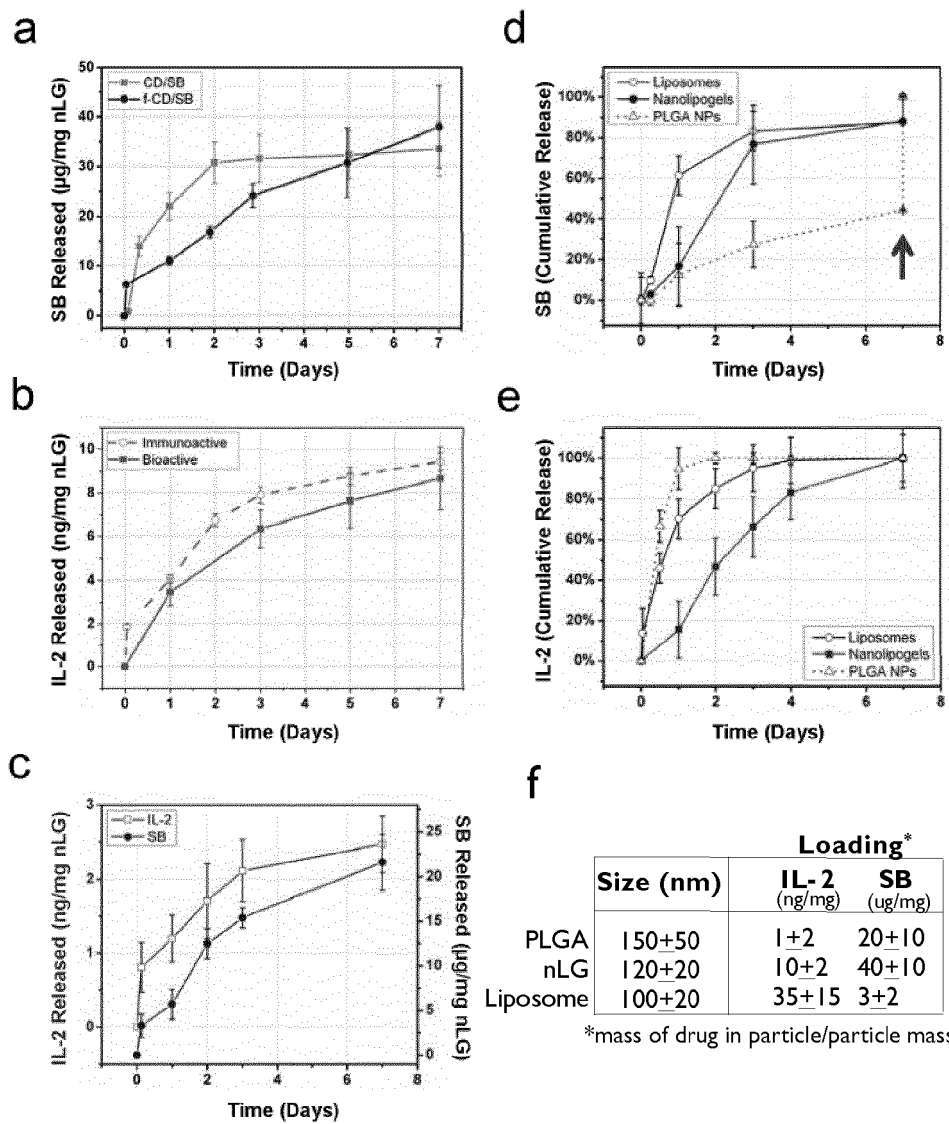 a
50
40
30
20
10
0
CD/SB
f-CD/SB
SB Released (µg/mg nLG)
0 1 2 3 4 5 6 7
Time (Days)
b
10
8
6
4
2
0
Immunoactive
Bioactive
IL-2 Released (ng/mg nLG)
0 1 2 3 4 5 6 7
Time (Days)
c
3
2
1
0
IL-2
SB
IL-2 Released (ng/mg nLG)
25
20
15
10
5
0
SB Released (µg/mg nLG)
0 2 4 6 8
Time (Days)
d
100%
80%
60%
40%
20%
0%
Liposomes
Nanolipogels
PLGA NPs
SB (Cumulative Release)
0 2 4 6 8
Time (Days)
e
100%
80%
60%
40%
20%
0%
Liposomes
Nanolipogels
PLGA NPs
IL-2 (Cumulative Release)
0 2 4 6 8
Time (Days)
f
Loading*
Size (nm) IL-2 SB
(ng/mg) (ug/mg)
PLGA 150±50 1±2 20±10
nLG 120±20 10±2 40±10
Liposome 100±20 35±15 3±2
*mass of drug in particle/particle mass